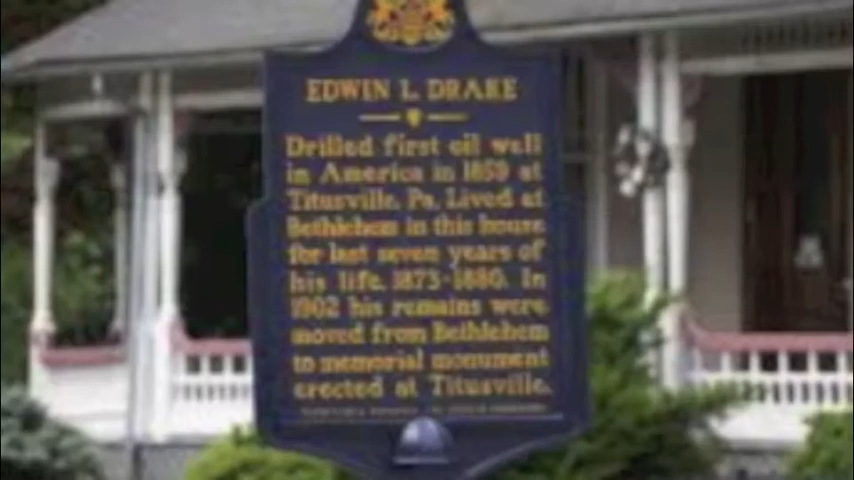 EDWIN L. DRAKE
Drilled first oil well
in America in 1859 at
Titusville, Pa. Lived at
Bethlehem in this house
for last seven years of
his life, 1873-1880. In
1902 his remains were
moved from Bethlehem
to memorial monument
erected at Titusville.